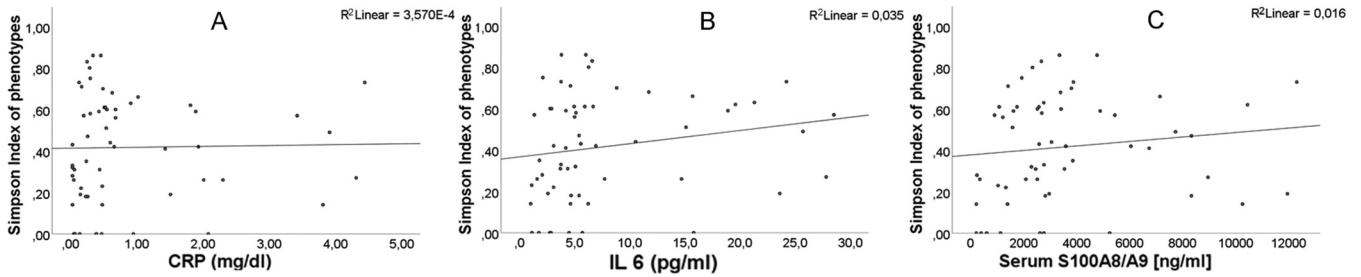 A
R²Linear = 3,570E-4
Simpson Index of phenotypes
1,00
,80
,60
,40
,20
,00
,00 1,00 2,00 3,00 4,00 5,00
CRP (mg/dl)
B
R²Linear = 0,035
Simpson Index of phenotypes
1,00
,80
,60
,40
,20
,00
,0 5,0 10,0 15,0 20,0 25,0 30,0
IL 6 (pg/ml)
C
R²Linear = 0,016
Simpson Index of phenotypes
1,00
,80
,60
,40
,20
,00
0 2000 4000 6000 8000 10000 12000
Serum S100A8/A9 [ng/ml]